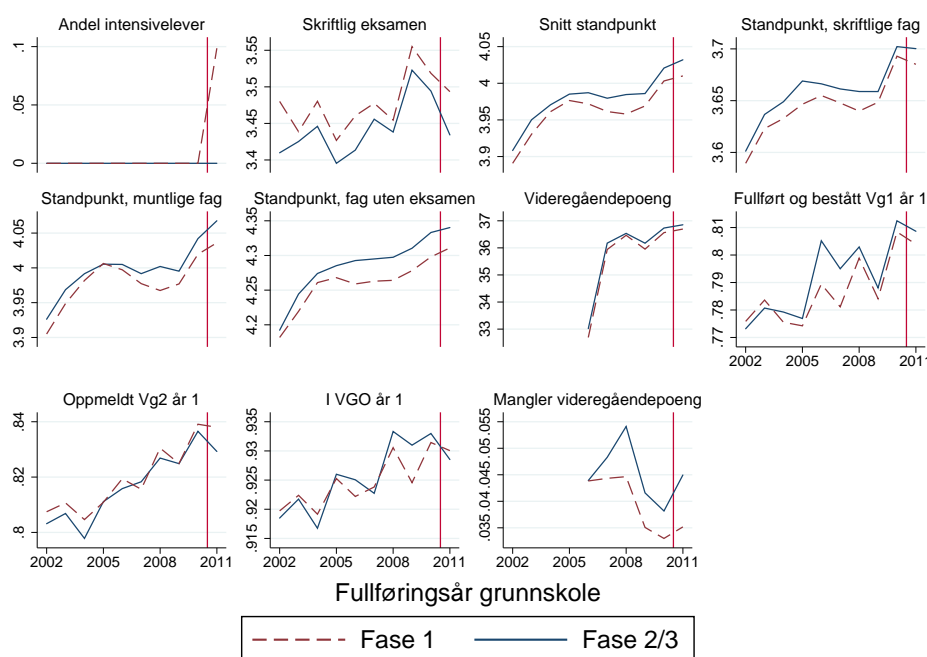 Andel intensivelever
.1
.05
0
Skriftlig eksamen
3.55
3.5
3.45
3.4
Snitt standpunkt
4.05
4
3.95
3.9
Standpunkt, skriftlige fag
3.7
3.65
3.6
Standpunkt, muntlige fag
4.05
4
3.95
3.9
Standpunkt, fag uten eksamen
4.35
4.3
4.25
4.2
Videregåendepoeng
37
36
35
34
33
Fullført og bestått Vg1 år 1
.81
.8
.79
.78
.77
2002 2005 2008 2011
Oppmeldt Vg2 år 1
.84
.82
.8
2002 2005 2008 2011
I VGO år 1
.935
.93
.925
.92
.915
2002 2005 2008 2011
Mangler videregåendepoeng
.055
.05
.045
.04
.035
2002 2005 2008 2011
Fullføringsår grunnskole
Fase 1 Fase 2/3